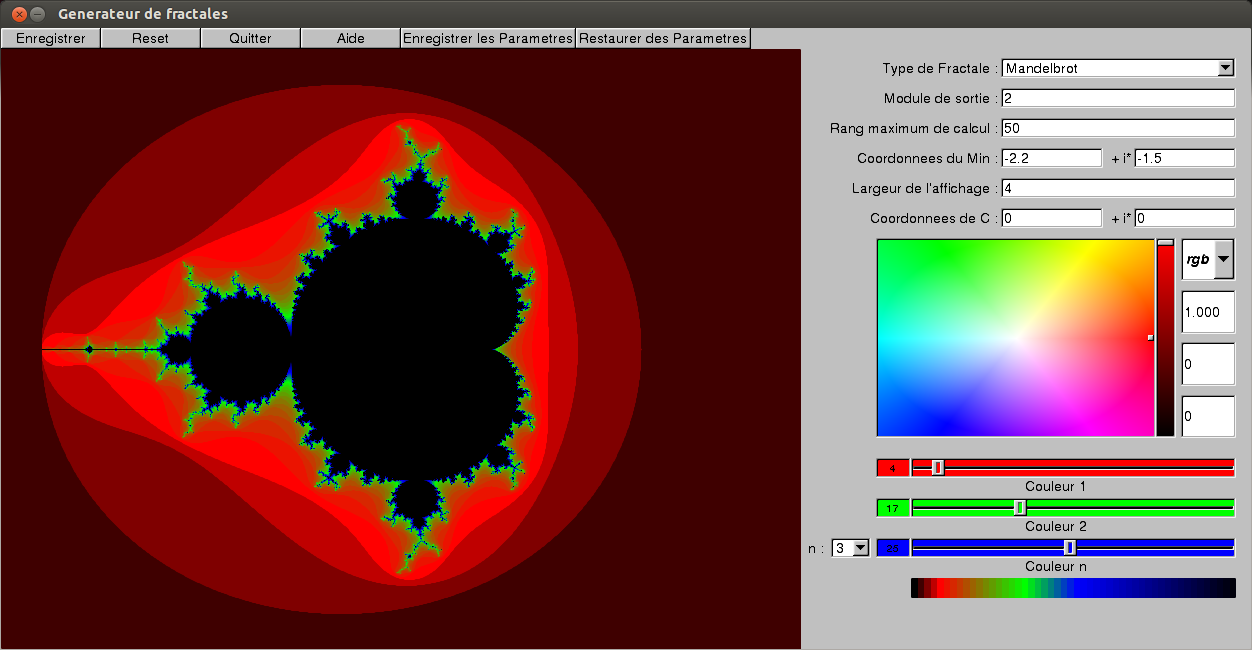 Generateur de fractales
Enregistrer Reset Quitter Aide Enregistrer les Parametres Restaurer des Parametres
Type de Fractale : Mandelbrot
Module de sortie : 2
Rang maximum de calcul : 50
Coordonnees du Min : -2.2 + i* -1.5
Largeur de l'affichage : 4
Coordonnees de C : 0 + i* 0
rgb
1.000
0
0
4
Couleur 1
17
Couleur 2
n : 3
Couleur n